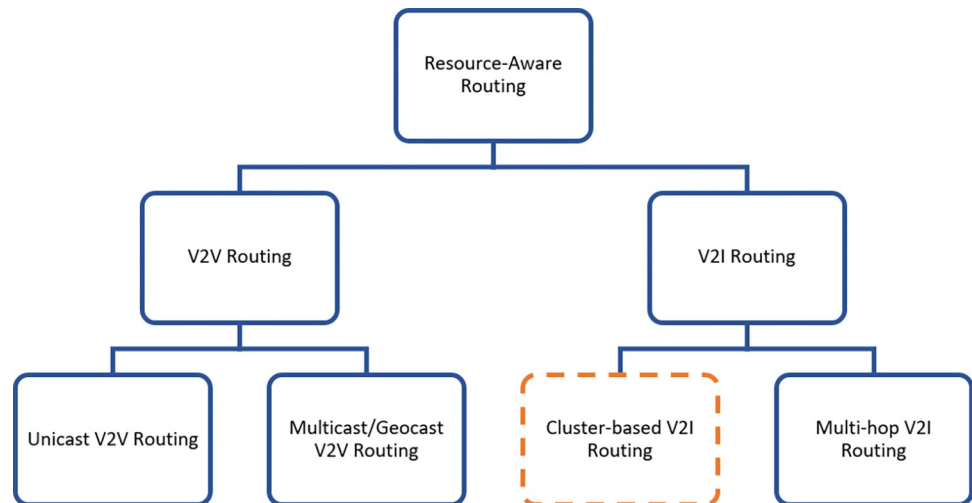 Resource-Aware
Routing
V2V Routing
V2I Routing
Unicast V2V Routing
Multicast/Geocast
V2V Routing
Cluster-based V2I
Routing
Multi-hop V2I
Routing